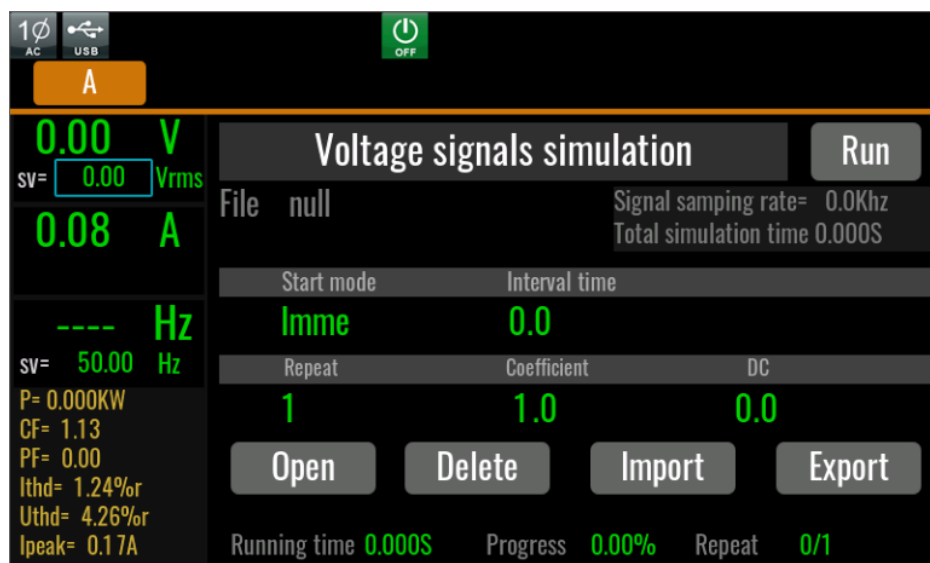 1Ø
AC
USB
OFF
A
0.00 V
sv= 0.00 Vrms
0.08 A
---- Hz
sv= 50.00 Hz
P= 0.000KW
CF= 1.13
PF= 0.00
Ithd= 1.24%r
Uthd= 4.26%r
Ipeak= 0.17A
Voltage signals simulation
Run
File null
Signal samping rate= 0.0Khz
Total simulation time 0.000S
Start mode Interval time
Imme 0.0
Repeat Coefficient DC
1 1.0 0.0
Open Delete Import Export
Running time 0.000S Progress 0.00% Repeat 0/1